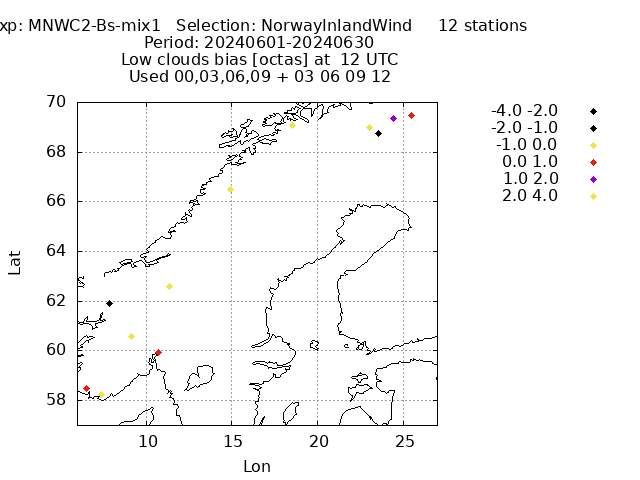 xp: MNWC2-Bs-mix1 Selection: NorwayInlandWind 12 stations
Period: 20240601-20240630
Low clouds bias [octas] at 12 UTC
Used 00,03,06,09 + 03 06 09 12
-4.0 -2.0
-2.0 -1.0
-1.0 0.0
0.0 1.0
1.0 2.0
2.0 4.0
70
68
66
64
62
60
58
Lat
10 15 20 25
Lon